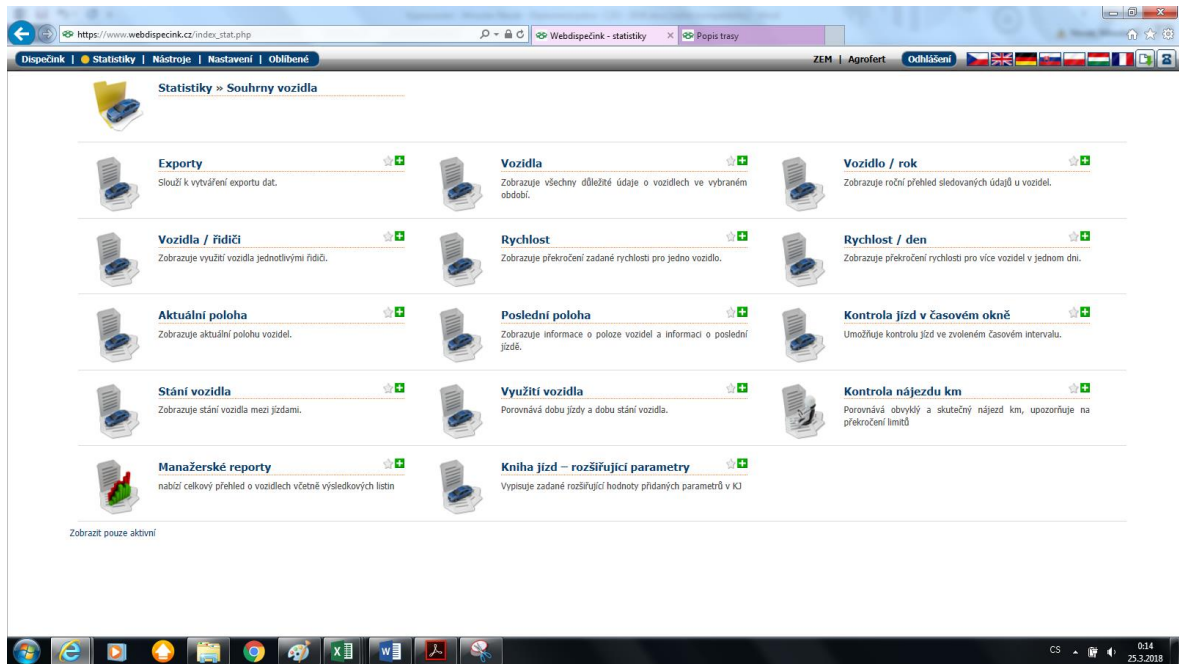 https://www.webdispecink.cz/index_stat.php
Webdispečink - statistiky
Popis trasy
Dispečink | Statistiky | Nástroje | Nastavení | Oblíbené
ZEM | Agrofert
Odhlášení
Statistiky » Souhrny vozidla
Exporty
Slouží k vytváření exportu dat.
Vozidla
Zobrazuje všechny důležité údaje o vozidlech ve vybraném
období.
Vozidlo / rok
Zobrazuje roční přehled sledovaných údajů u vozidel.
Vozidla / řidiči
Zobrazuje využití vozidla jednotlivými řidiči.
Rychlost
Zobrazuje překročení zadané rychlosti pro jedno vozidlo.
Rychlost / den
Zobrazuje překročení rychlosti pro více vozidel v jednom dni.
Aktuální poloha
Zobrazuje aktuální polohu vozidel.
Poslední poloha
Zobrazuje informace o poloze vozidel a informaci o poslední
jízdě.
Kontrola jízd v časovém okně
Umožňuje kontrolu jízd ve zvoleném časovém intervalu.
Stání vozidla
Zobrazuje stání vozidla mezi jízdami.
Využití vozidla
Porovnává dobu jízdy a dobu stání vozidla.
Kontrola nájezdu km
Porovnává obvyklý a skutečný nájezd km, upozorňuje na
překročení limitů
Manažerské reporty
nabízí celkový přehled o vozidlech včetně výsledkových listin
Kniha jízd – rozšiřující parametry
Vypisuje zadané rozšiřující hodnoty přidaných parametrů v KJ
Zobrazit pouze aktivní
CS
0:14
25.3.2018